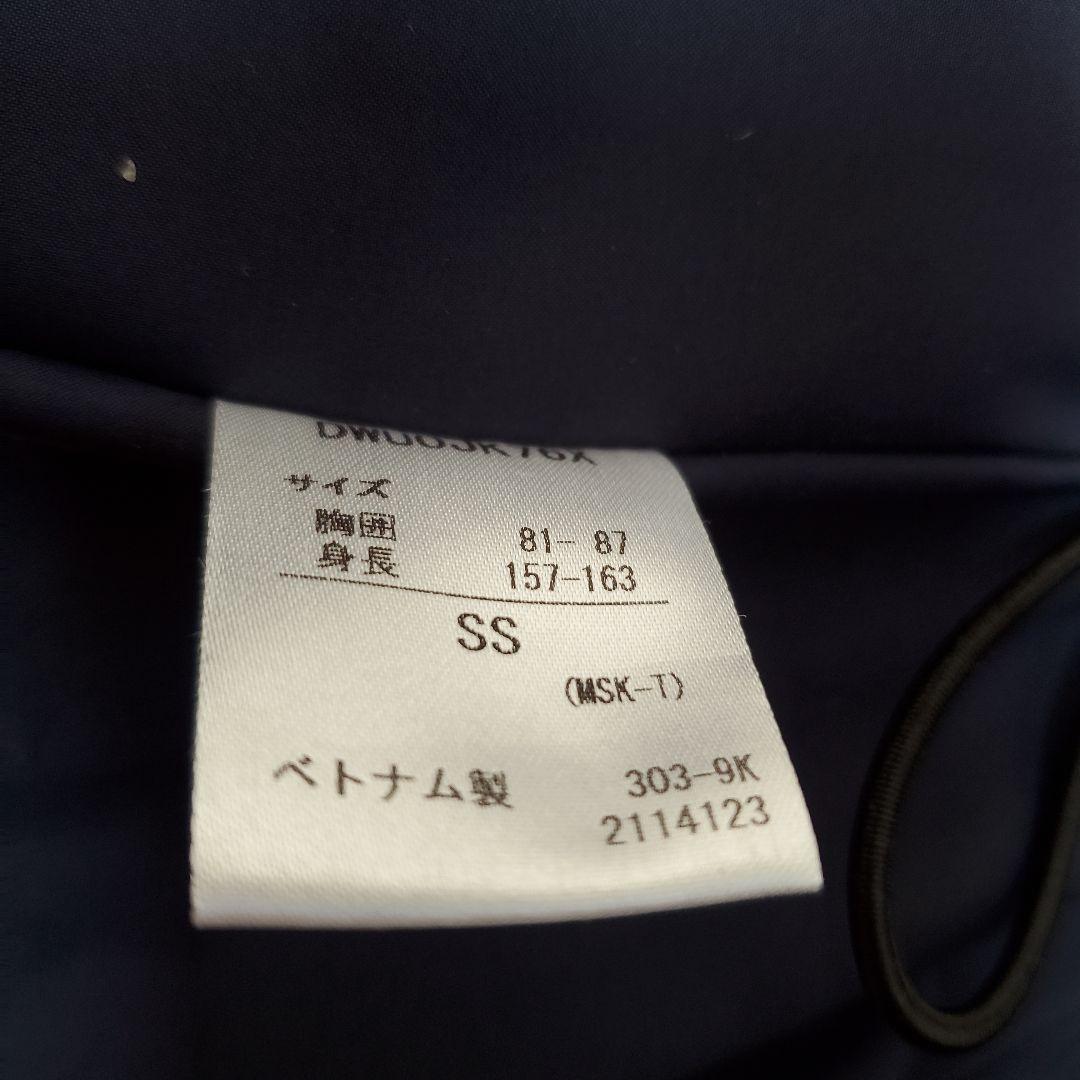 サイズ
胸囲 81- 87
身長 157-163
SS
(MSK-T)
ベトナム製 303-9K
2114123